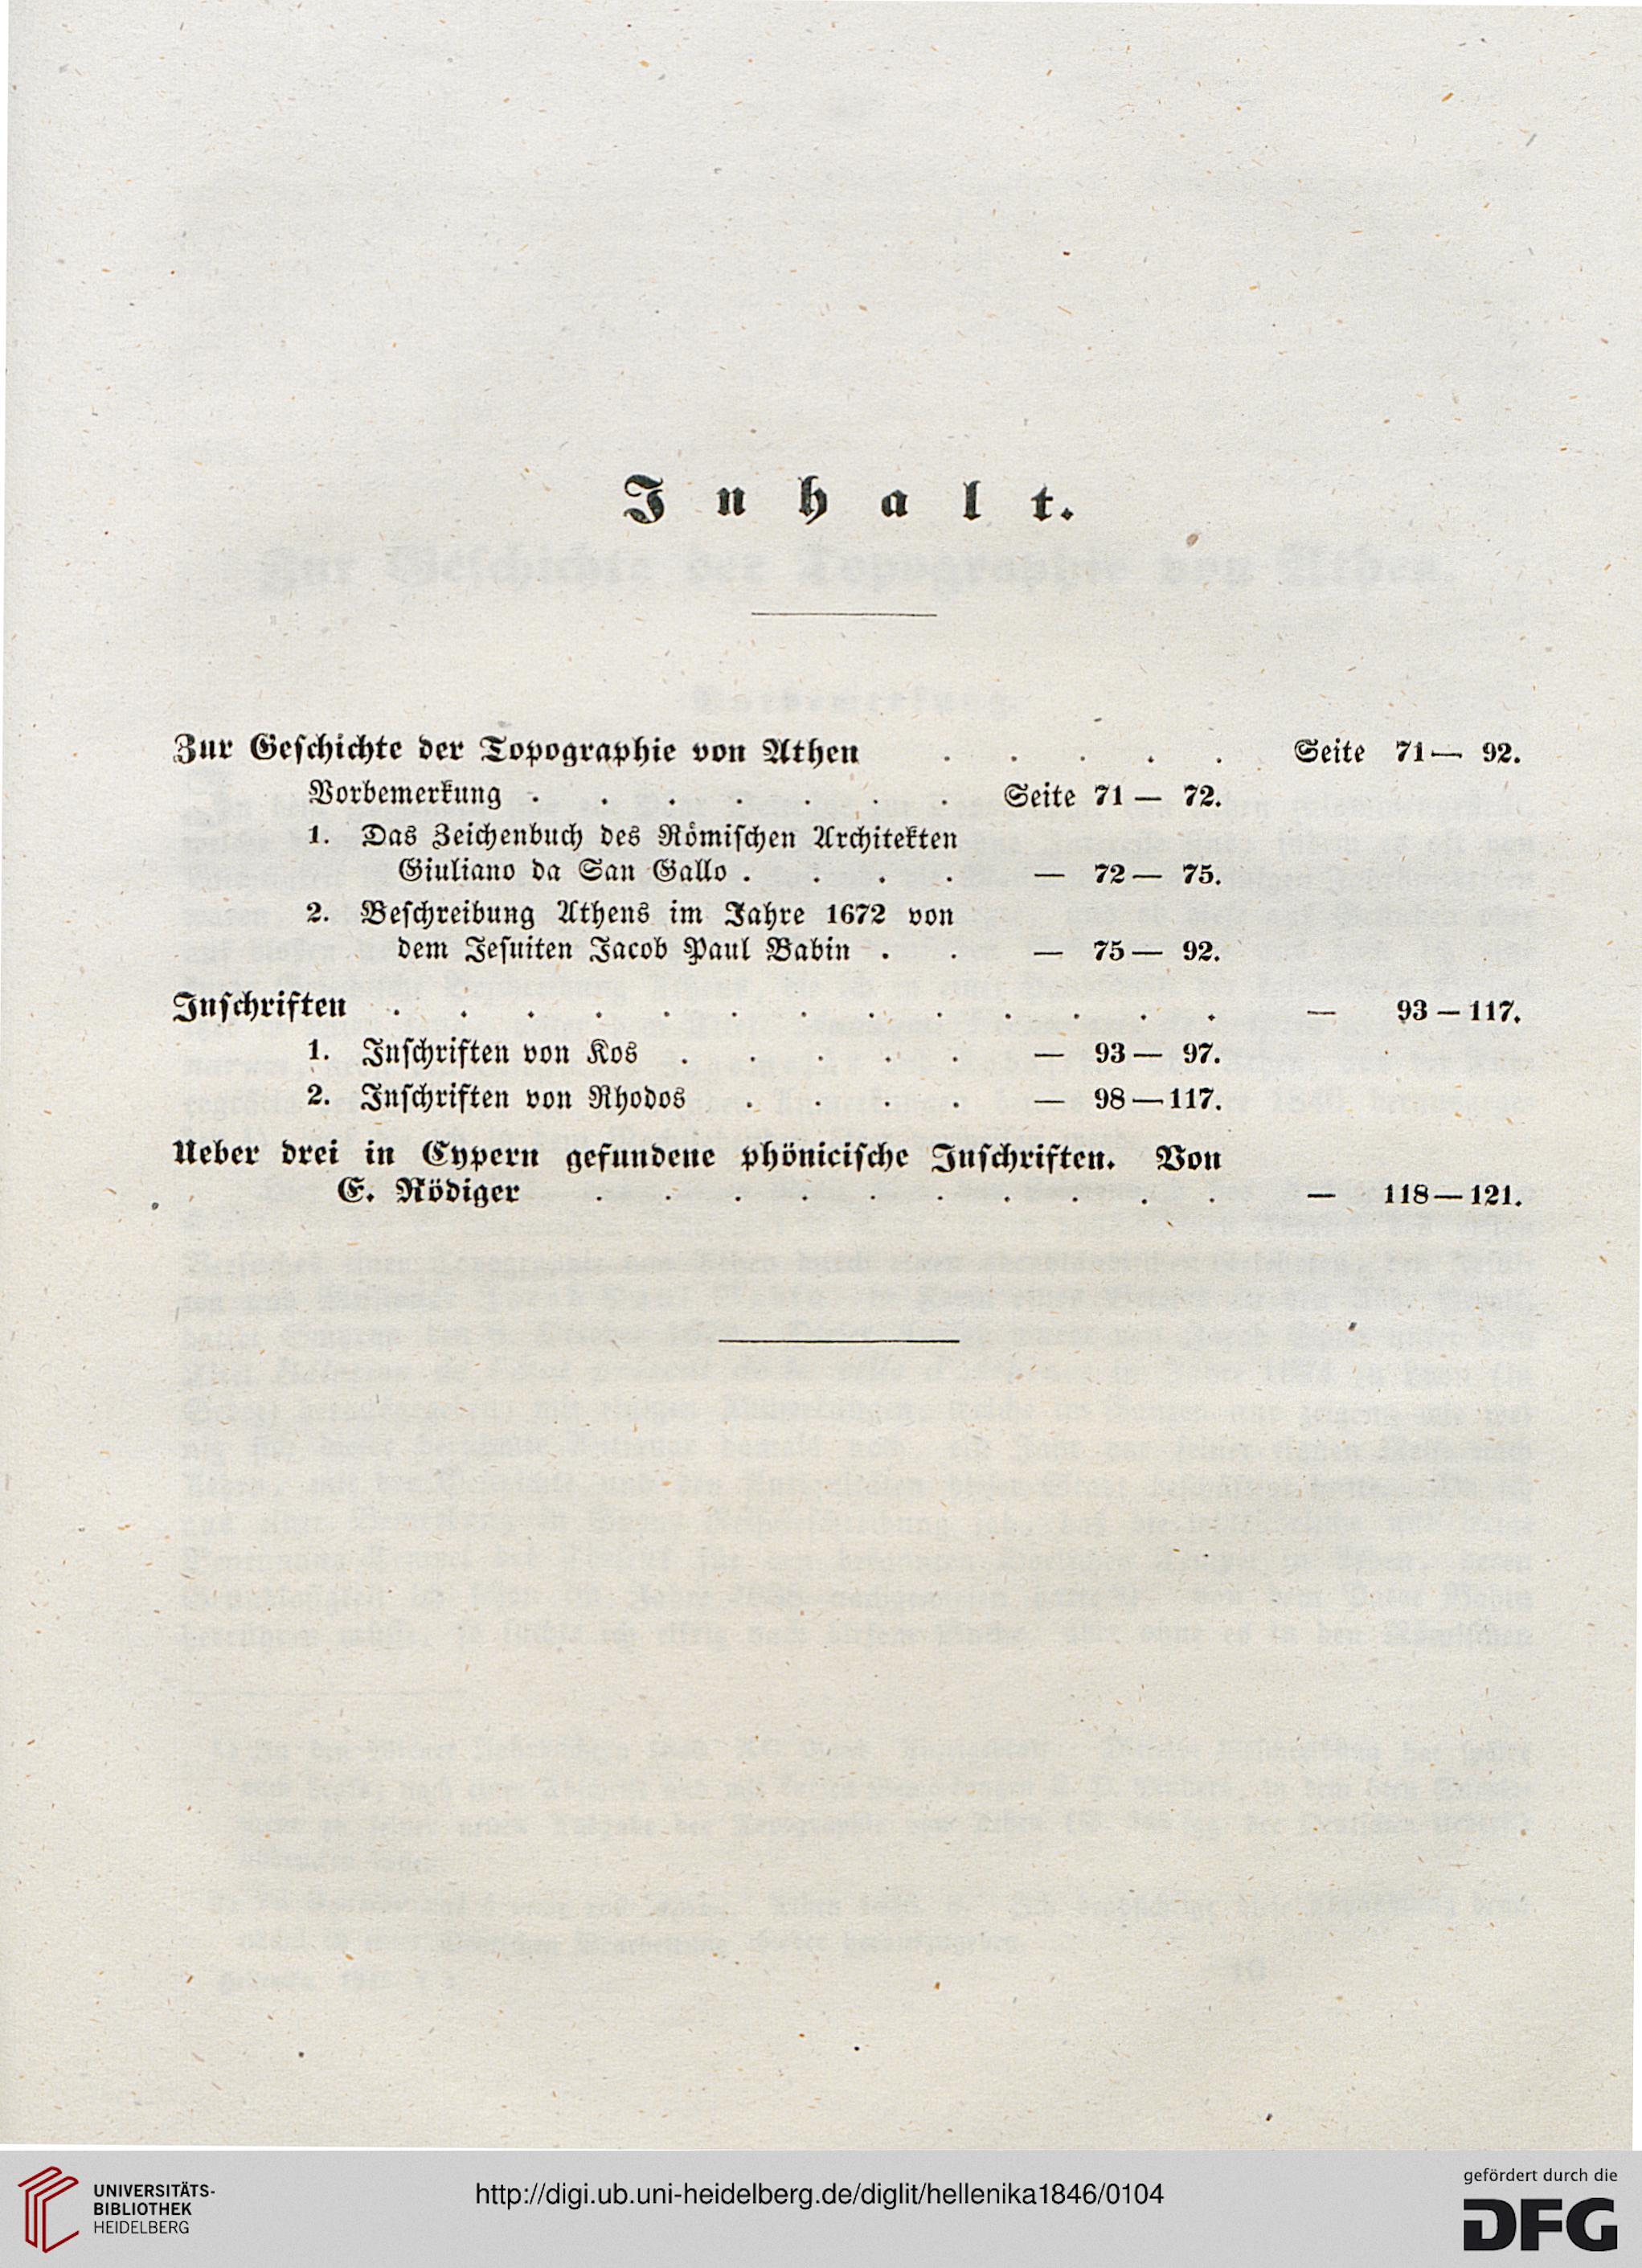 Inhalt.
Zur Geschichte der Topographie von Athen . . . . . Seite 71— 92.
Vorbemerkung . . . . . . . Seite 71 — 72.
1. Das Zeichenbuch des Römischen Architekten
Giuliano da San Gallo . . . . — 72— 75.
2. Beschreibung Athens im Jahre 1672 von
dem Jesuiten Jacob Paul Babin . . — 75— 92.
Inschriften . . . . . . . . . . . . . — 93 — 117.
1. Inschriften von Kos . . . . . — 93— 97.
2. Inschriften von Rhodos . . . . — 98—117.
Ueber drei in Cypern gefundene phönicische Inschriften. Von
E. Rödiger . . . . . . . . . . — 118—121.
UNIVERSITÄTS-
BIBLIOTHEK
HEIDELBERG
http://digi.ub.uni-heidelberg.de/diglit/hellenika1846/0104
gefördert durch die
DFG